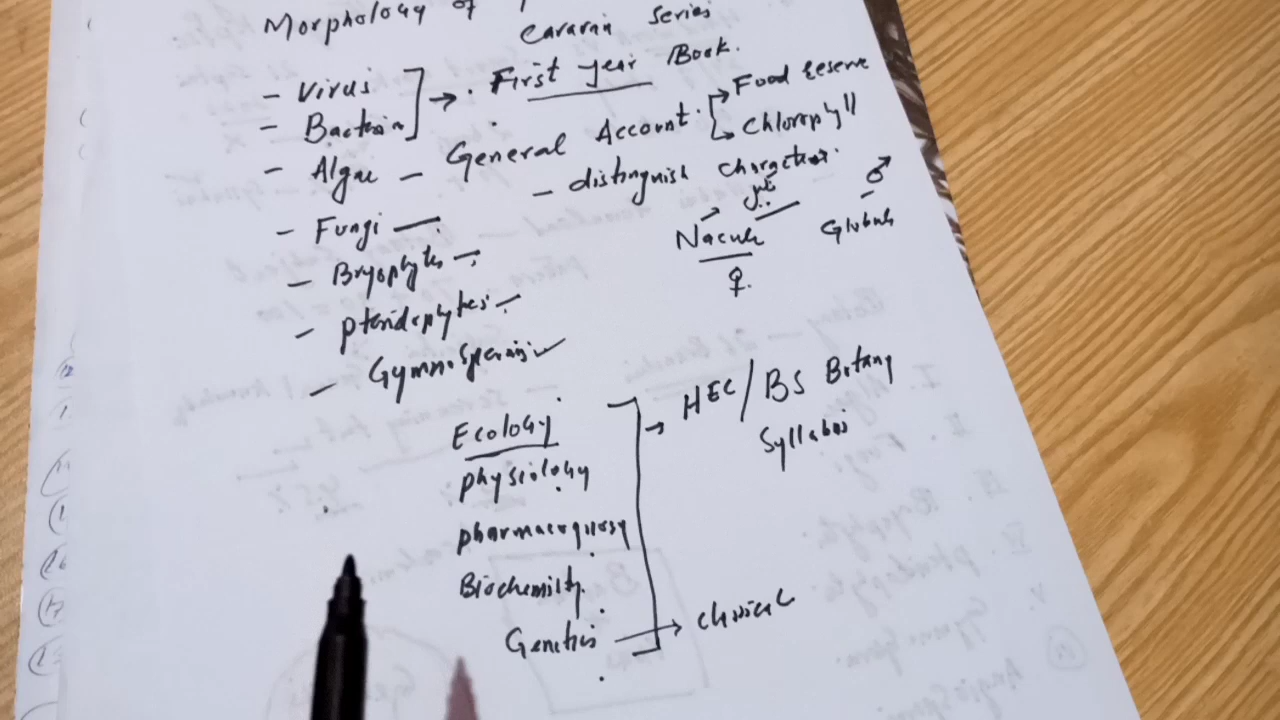 Morphology of
Caravan Series
- Virus
- Bacteria
→ First year Book.
- Algae - General Account
→ Food reserve
→ Chlorophyll
- distinguish character
Nacule ♀
Globule ♂
- Fungi -
- Bryophytes -
- Pteridophytes -
- Gymnosperms
Ecology
physiology
pharmacognosy
Biochemistry
Genetics → classical
→ HEC/BS Botany
Syllabus